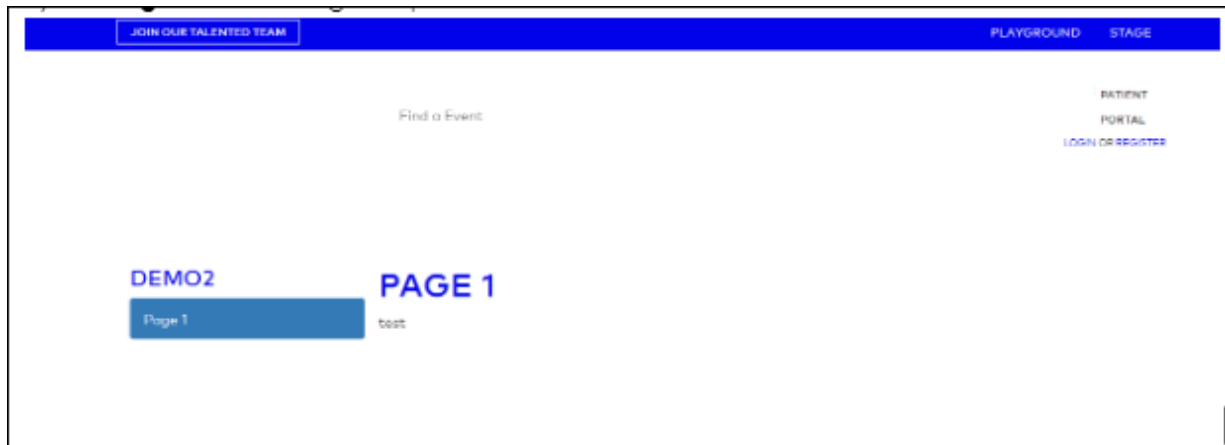 JOIN OUR TALENTED TEAM
PLAYGROUND STAGE
Find a Event
PATIENT
PORTAL
LOGIN OR REGISTER
DEMO2
Page 1
PAGE 1
test